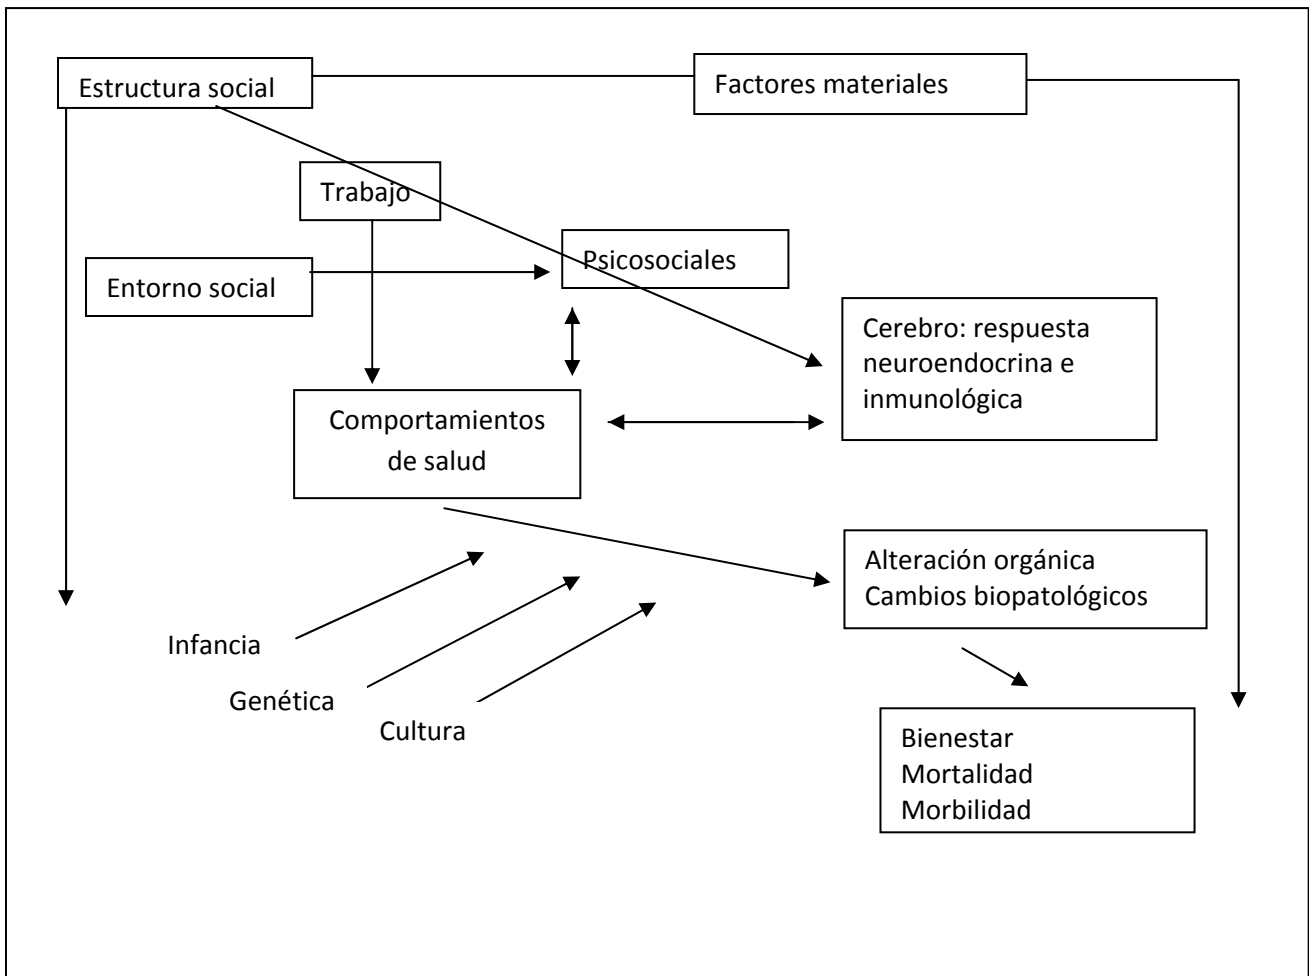 Estructura social
Factores materiales
Trabajo
Psicosociales
Entorno social
Cerebro: respuesta
neuroendocrina e
inmunológica
Comportamientos
de salud
Alteración orgánica
Cambios biopatológicos
Infancia
Genética
Cultura
Bienestar
Mortalidad
Morbilidad